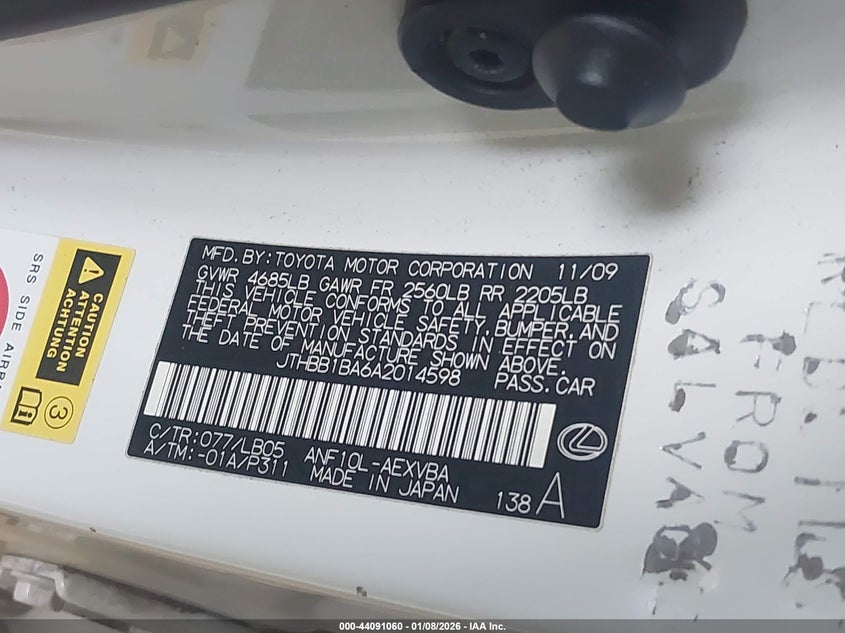 MFD. BY: TOYOTA MOTOR CORPORATION 11/09
GVWR 4685LB GAWR FR 2560LB RR 2205LB
THIS VEHICLE CONFORMS TO ALL APPLICABLE
FEDERAL MOTOR VEHICLE SAFETY, BUMPER, AND
THEFT PREVENTION STANDARDS IN EFFECT ON
THE DATE OF MANUFACTURE SHOWN ABOVE.
JTHBB1BA6A2014598 PASS. CAR
C/TR: 077/LB05 ANF10L-AEXVBA
A/TM: -01A/P311 MADE IN JAPAN 138 A
SRS SIDE AIRBA
CAUTION
ATTENTION
ACHTUNG
3
FROM
000-44091060 - 01/08/2026 - IAA Inc.